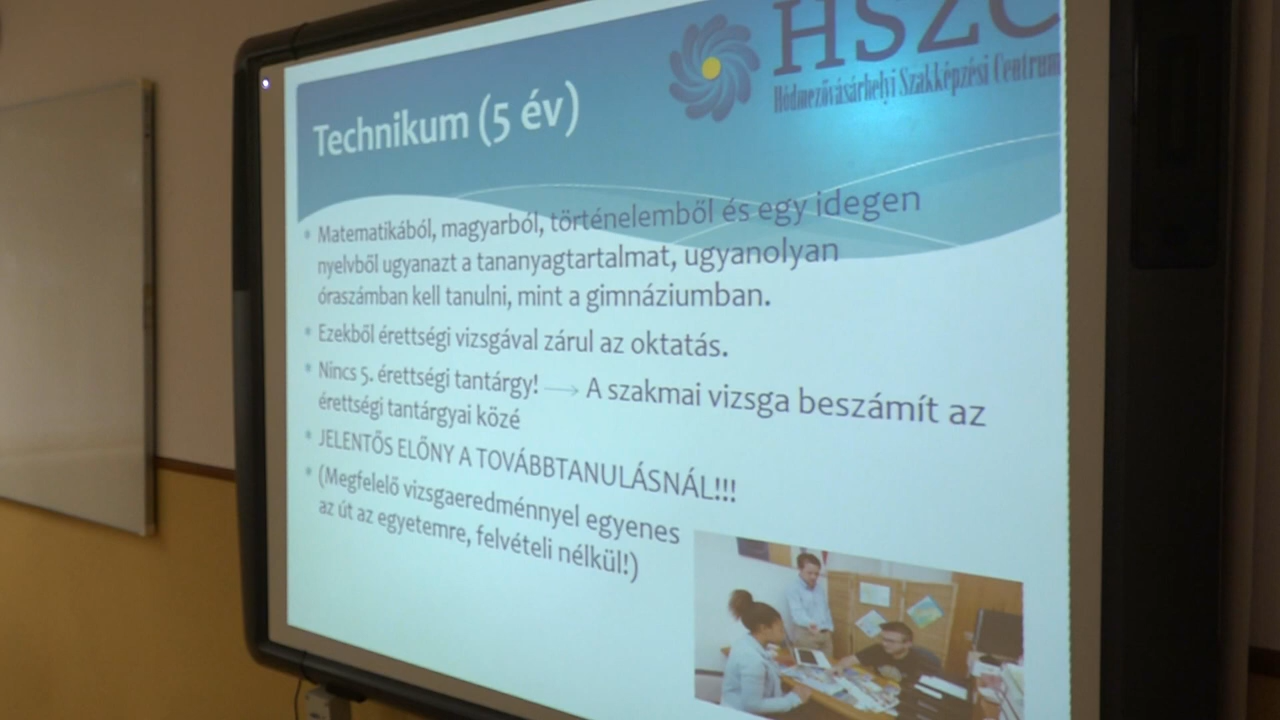 HSZC
Hódmezővásárhelyi Szakképzési Centrum
Technikum (5 év)
Matematikából, magyarból, történelemből és egy idegen
nyelvből ugyanazt a tananyagtartalmat, ugyanolyan
óraszámban kell tanulni, mint a gimnáziumban.
Ezekből érettségi vizsgával zárul az oktatás.
Nincs 5. érettségi tantárgy! → A szakmai vizsga beszámít az
érettségi tantárgyai közé
JELENTŐS ELŐNY A TOVÁBBTANULÁSNÁL!!!
(Megfelelő vizsgaeredménnyel egyenes
az út az egyetemre, felvételi nélkül!)